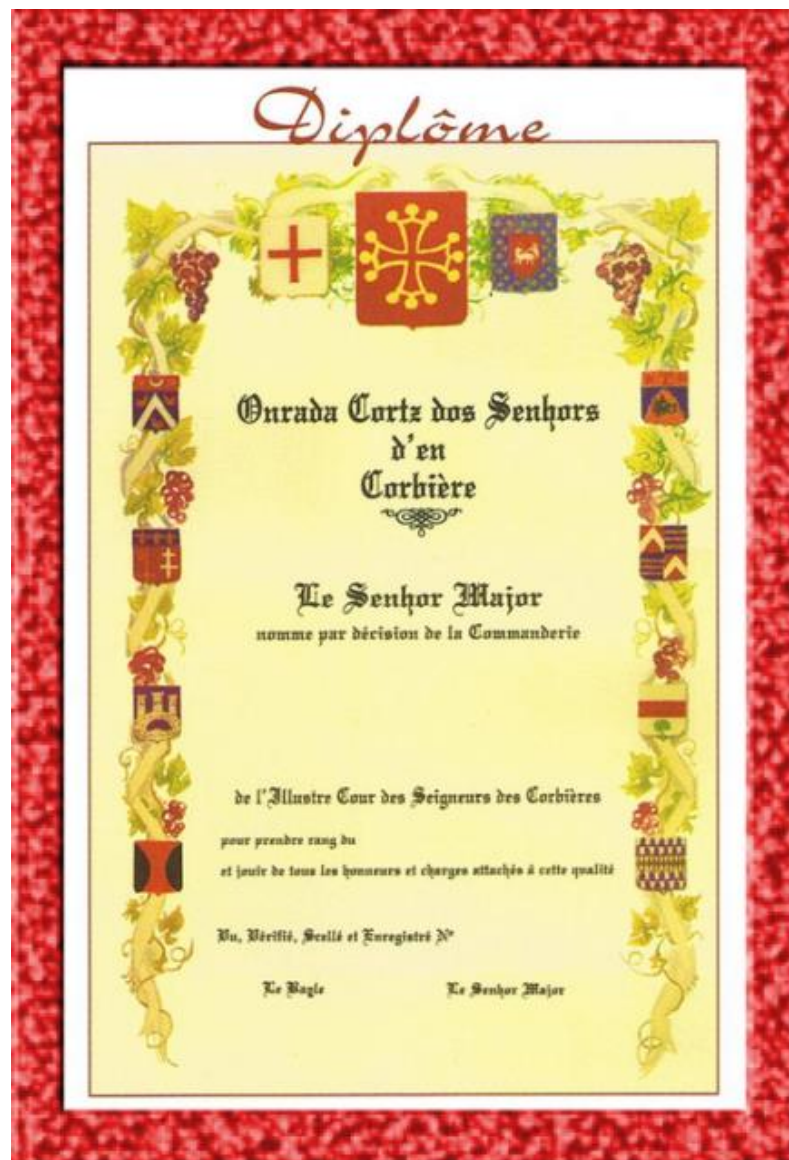 Diplôme
Onrada Cortz dos Senhors
d'en
Corbière
Le Senhor Major
nomme par décision de la Commanderie
de l'Illustre Cour des Seigneurs des Corbières
pour prendre rang du
et jouir de tous les honneurs et charges attachés à cette qualité
Vu, Vérifié, Scellé et Enregistré N°
Le Bayle
Le Senhor Major